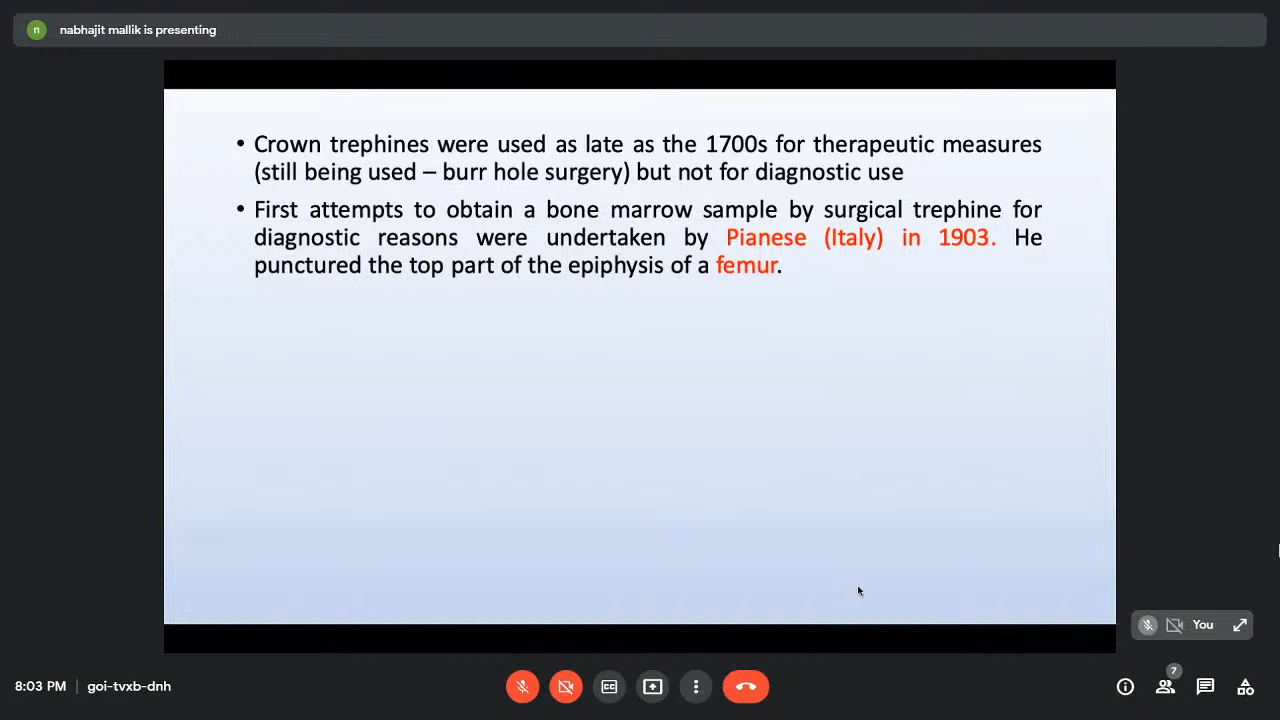 n nabhajit mallik is presenting
• Crown trephines were used as late as the 1700s for therapeutic measures
(still being used – burr hole surgery) but not for diagnostic use
• First attempts to obtain a bone marrow sample by surgical trephine for
diagnostic reasons were undertaken by Pianese (Italy) in 1903. He
punctured the top part of the epiphysis of a femur.
You
8:03 PM | goi-tvxb-dnh
CC
7